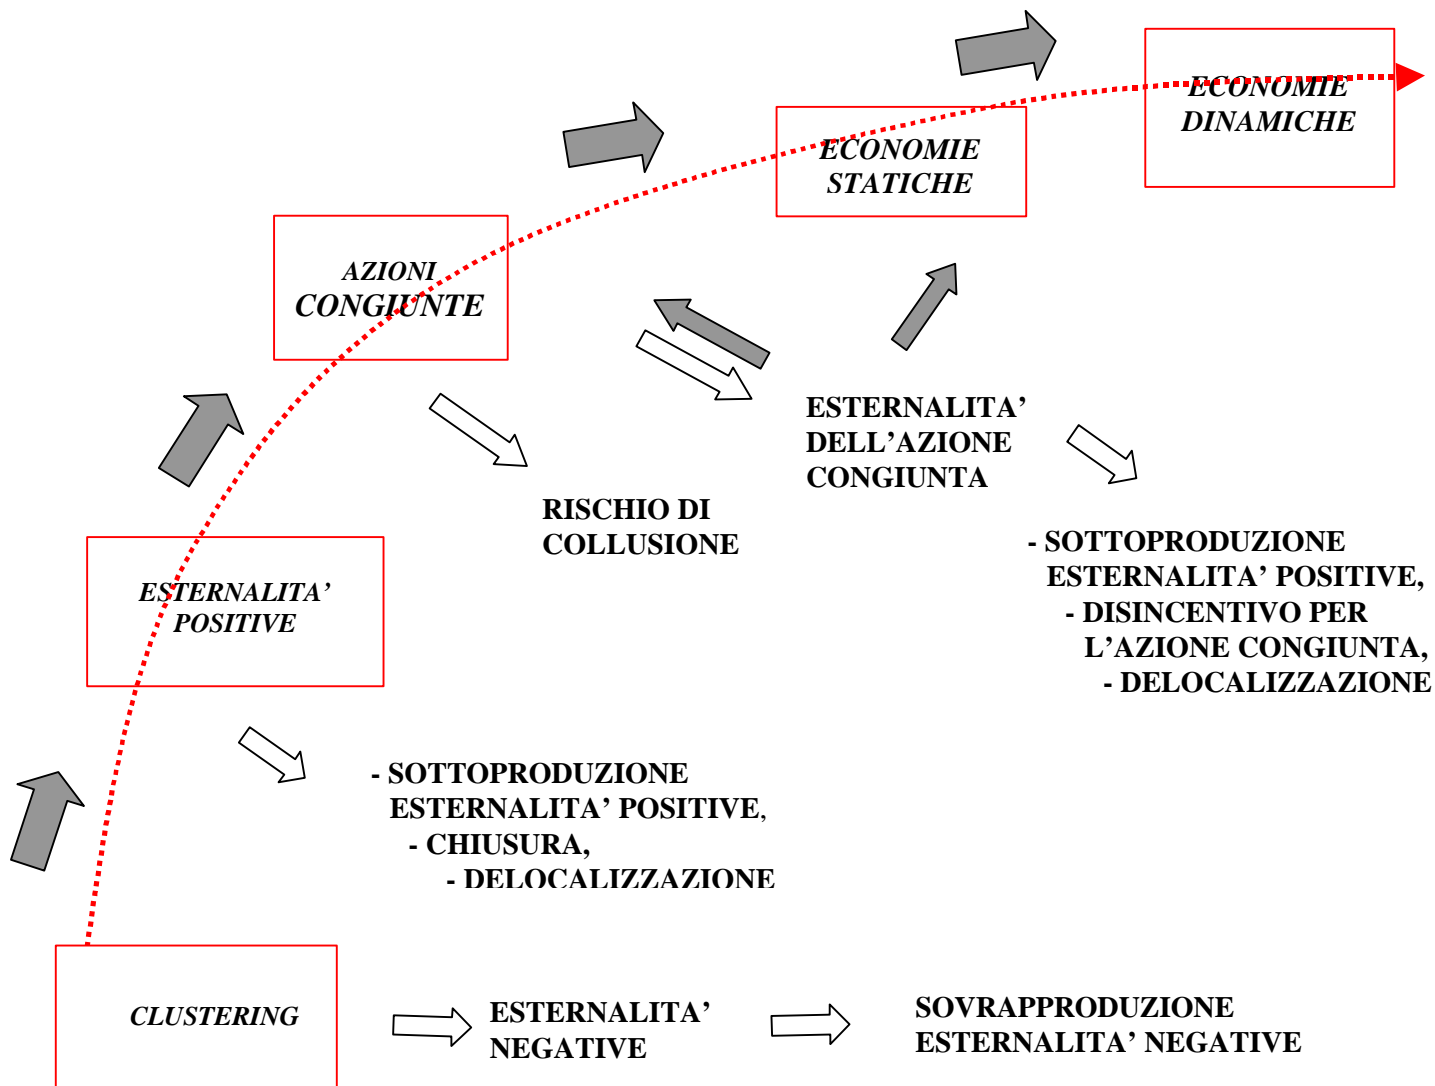 ECONOMIE
DINAMICHE
ECONOMIE
STATICHE
AZIONI
CONGIUNTE
ESTERNALITA’
DELL’AZIONE
CONGIUNTA
RISCHIO DI
COLLUSIONE
- SOTTOPRODUZIONE
ESTERNALITA’ POSITIVE,
- DISINCENTIVO PER
L’AZIONE CONGIUNTA,
- DELOCALIZZAZIONE
ESTERNALITA’
POSITIVE
- SOTTOPRODUZIONE
ESTERNALITA’ POSITIVE,
- CHIUSURA,
- DELOCALIZZAZIONE
CLUSTERING
ESTERNALITA’
NEGATIVE
SOVRAPPRODUZIONE
ESTERNALITA’ NEGATIVE